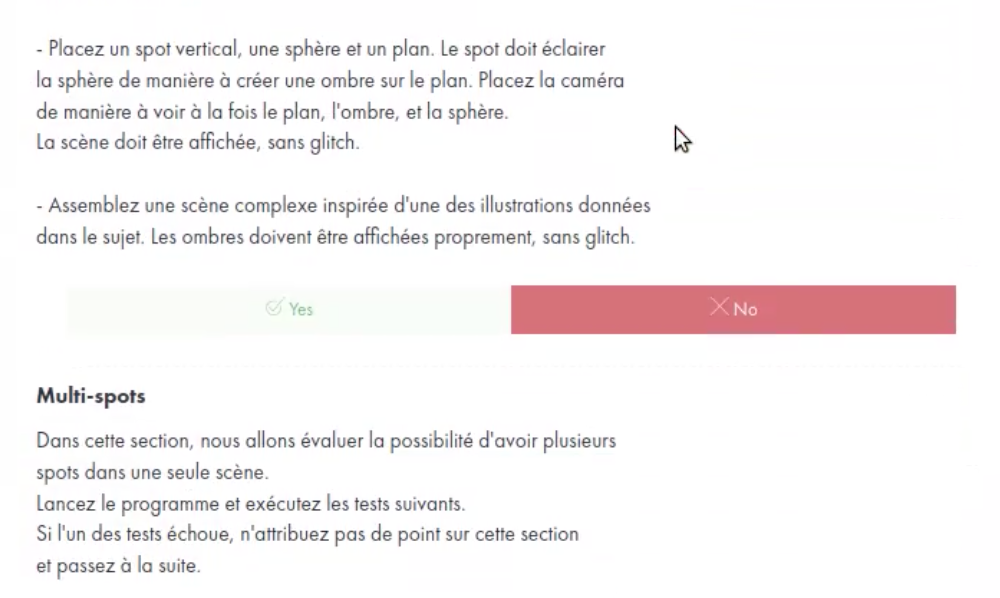 - Placez un spot vertical, une sphère et un plan. Le spot doit éclairer
la sphère de manière à créer une ombre sur le plan. Placez la caméra
de manière à voir à la fois le plan, l'ombre, et la sphère.
La scène doit être affichée, sans glitch.
- Assemblez une scène complexe inspirée d'une des illustrations données
dans le sujet. Les ombres doivent être affichées proprement, sans glitch.
Yes
No
Multi-spots
Dans cette section, nous allons évaluer la possibilité d'avoir plusieurs
spots dans une seule scène.
Lancez le programme et exécutez les tests suivants.
Si l'un des tests échoue, n'attribuez pas de point sur cette section
et passez à la suite.